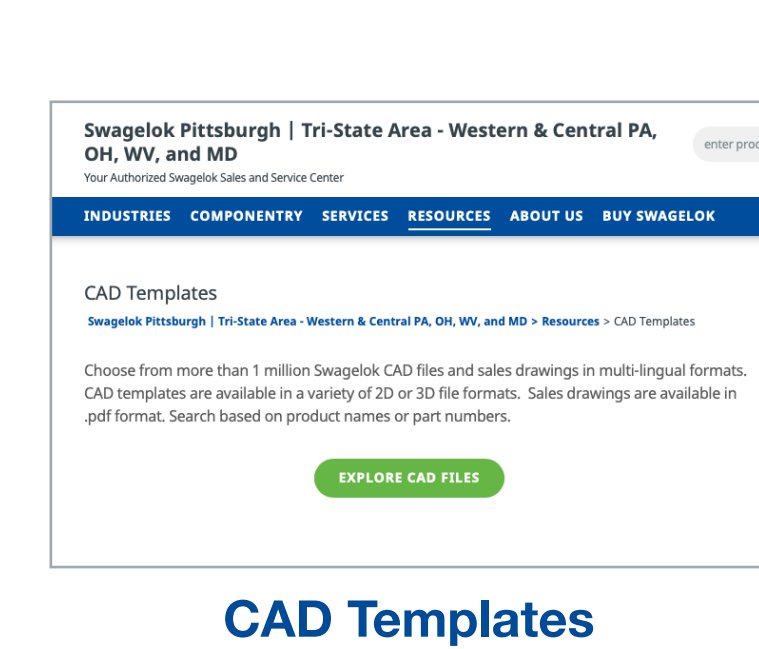 Swagelok Pittsburgh | Tri-State Area - Western & Central PA,
OH, WV, and MD
Your Authorized Swagelok Sales and Service Center
enter
INDUSTRIES COMPONENTRY SERVICES RESOURCES ABOUT US BUY SWAGELOK
CAD Templates
Swagelok Pittsburgh | Tri-State Area - Western & Central PA, OH, WV, and MD > Resources > CAD Templates
Choose from more than 1 million Swagelok CAD files and sales drawings in multi-lingual formats.
CAD templates are available in a variety of 2D or 3D file formats. Sales drawings are available in
.pdf format. Search based on product names or part numbers.
EXPLORE CAD FILES
CAD Templates